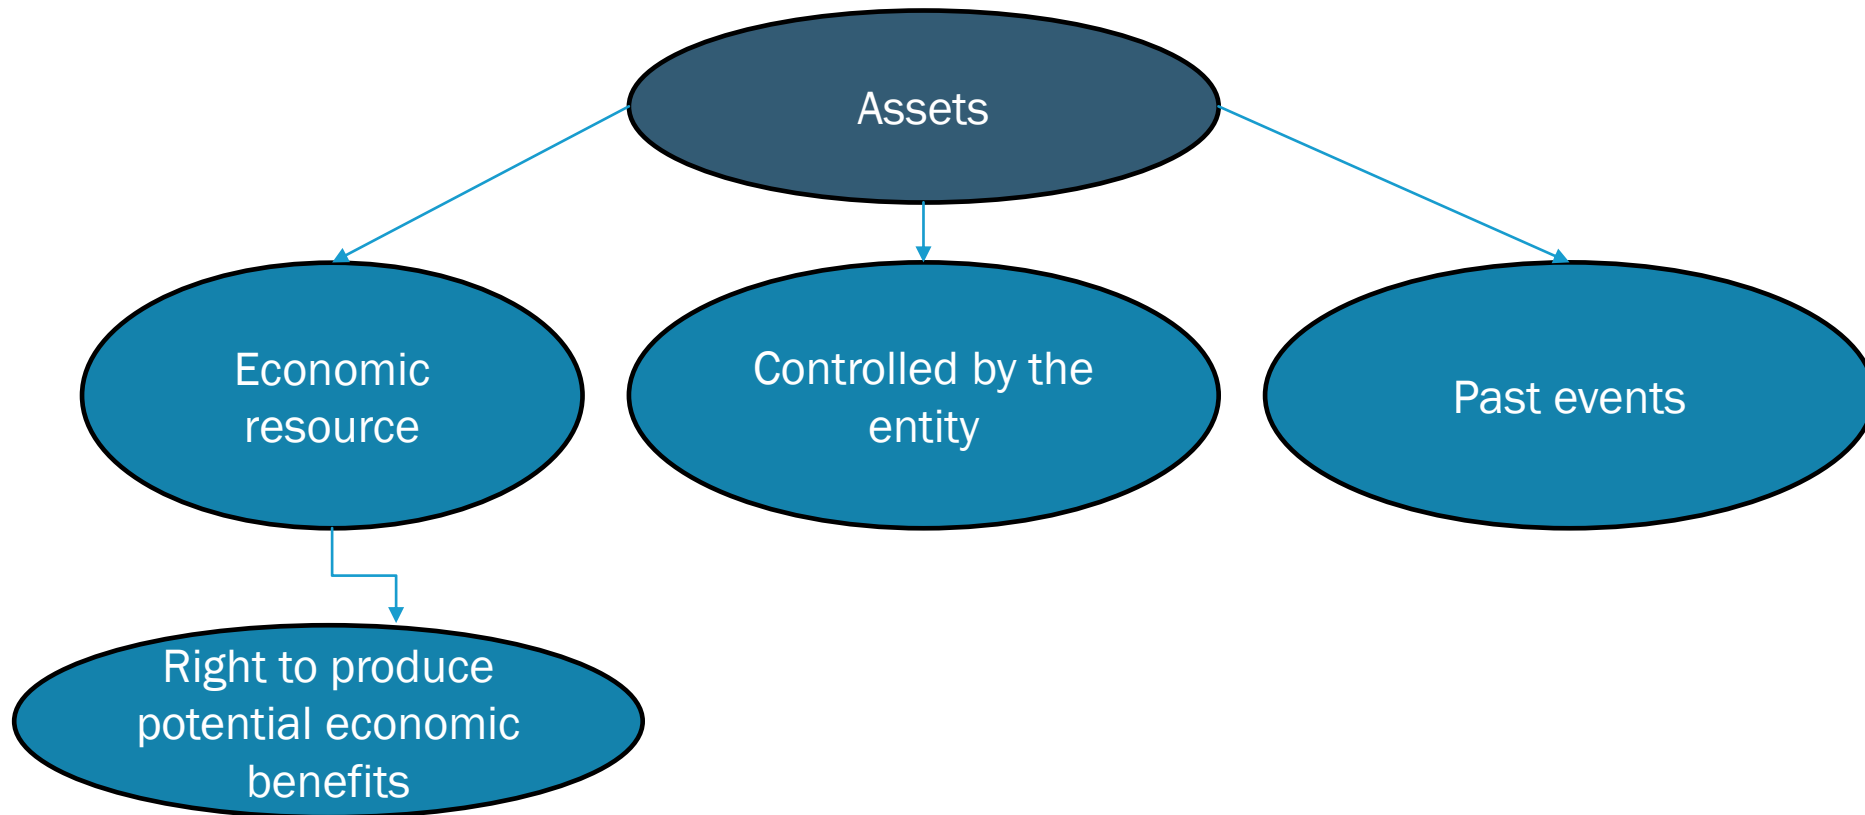 Assets
Economic
resource
Controlled by the
entity
Past events
Right to produce
potential economic
benefits